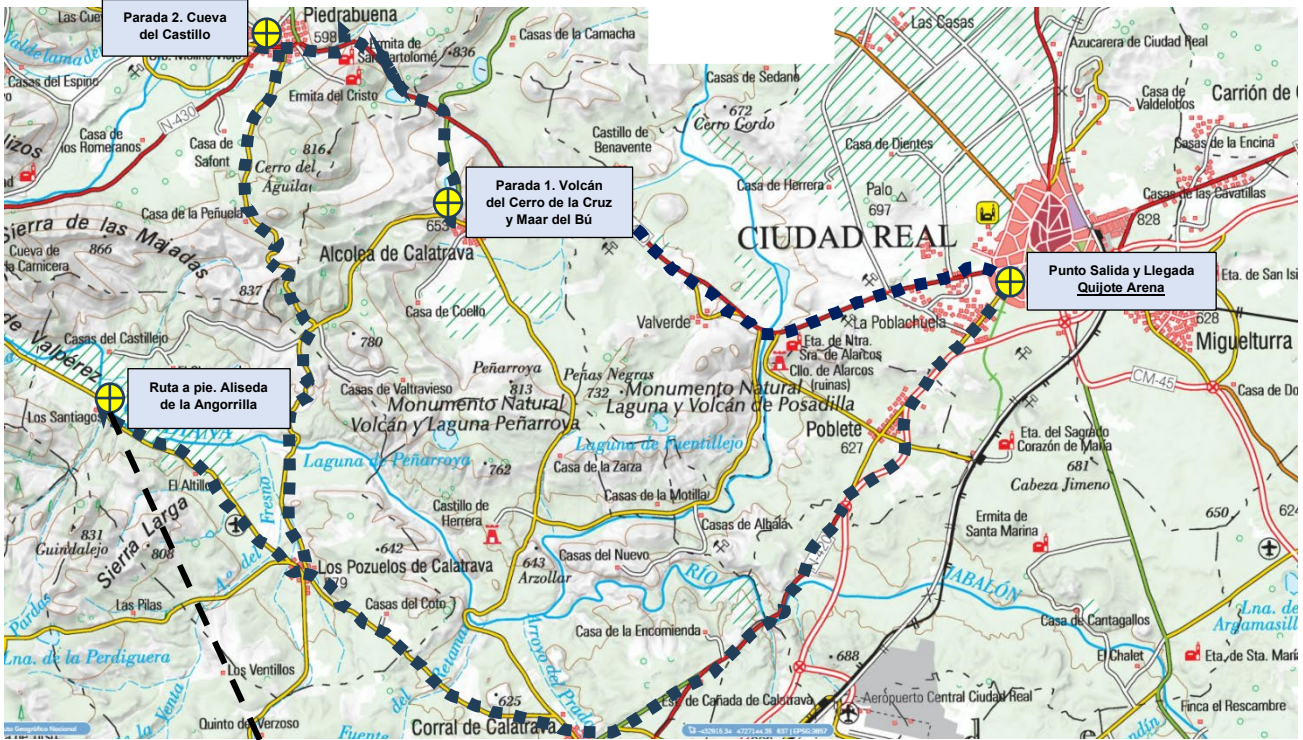 Parada 2. Cueva
del Castillo
Piedrabuena
598
Ermita de
San Bartolomé
836
Ermita del Cristo
Casas de la Camacha
Las Casas
Azucarera de Ciudad Real
Casas de Sedano
672
Cerro Gordo
Casa de
Valdelobos
Carrión de C
Casas del Espino
N-430
Casa de
los Romeranos
Casa de
Safont
816
Cerro del
Águila
Castillo de
Benavente
Casa de Dientes
Casas de la Encina
Casa de Herrera
Palo
697
Casas de las Cavatillas
828
Parada 1. Volcán
del Cerro de la Cruz
y Maar del Bú
653
Casa de la Peñuela
Sierra de las Majadas
866
Cueva de
la Carnicera
837
Alcolea de Calatrava
CIUDAD REAL
Punto Salida y Llegada
Quijote Arena
Eta. de San Isi
628
Miguelturra
Casa de Coello
Valverde
La Poblachuela
Eta. de Ntra.
Sra. de Alarcos
Cllo. de Alarcos
(ruinas)
CM-45
de Valpérez
Casas del Castillejo
780
Casas de Valtravieso
Peñarroya
813
Peñas Negras
732
Monumento Natural
Volcán y Laguna Peñarroya
Monumento Natural
Laguna y Volcán de Posadilla
Ruta a pie. Aliseda
de la Angorrilla
Los Santiagos
Laguna de Peñarroya
Laguna de Fuentillejo
Poblete
627
Eta. del Sagrado
Corazón de María
681
Cabeza Jimeno
762
Casa de la Zarza
El Altillo
Casas de la Motilla
Castillo de
Herrera
Casas de Albalá
831
Guindalejo
808
Sierra Larga
A.º del Fresno
642
643
Arzollar
Casas del Nuevo
650
Ermita de
Santa Marina
N-420
Los Pozuelos de Calatrava
RÍO
JABALÓN
Las Pilas
Casas del Coto
Casa de la Encomienda
Casa de Cantagallos
Lna. de
Argamasill
Lna. de la Perdiguera
Los Ventillos
Arroyo del Prado
688
El Chalet
Eta. de Sta. María
625
Est. de Cañada de Calatrava
Aeropuerto Central Ciudad Real
Quinto de Verzoso
Corral de Calatrava
Finca el Rescambre